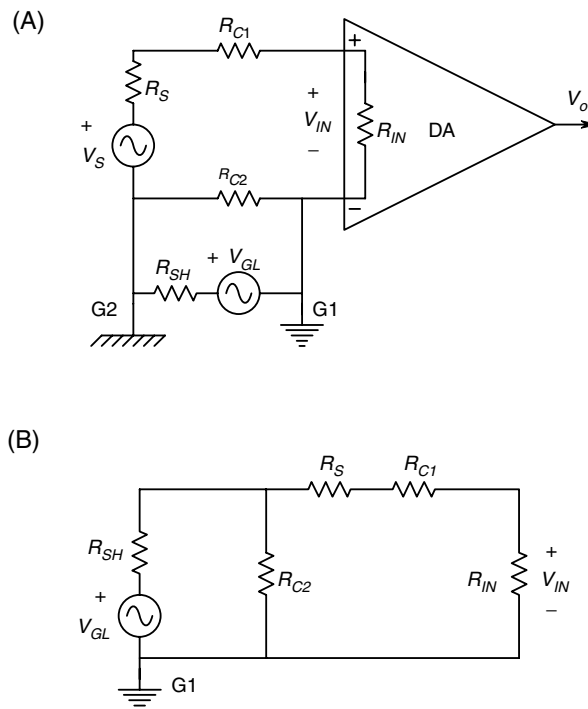 (A)
R_C1
+
R_S
V_o
+
V_IN
R_IN
DA
+
V_S
−
R_C2
−
R_SH
+ V_GL
G2
G1
(B)
R_S
R_C1
R_SH
+
R_C2
R_IN
V_IN
+
V_GL
−
G1